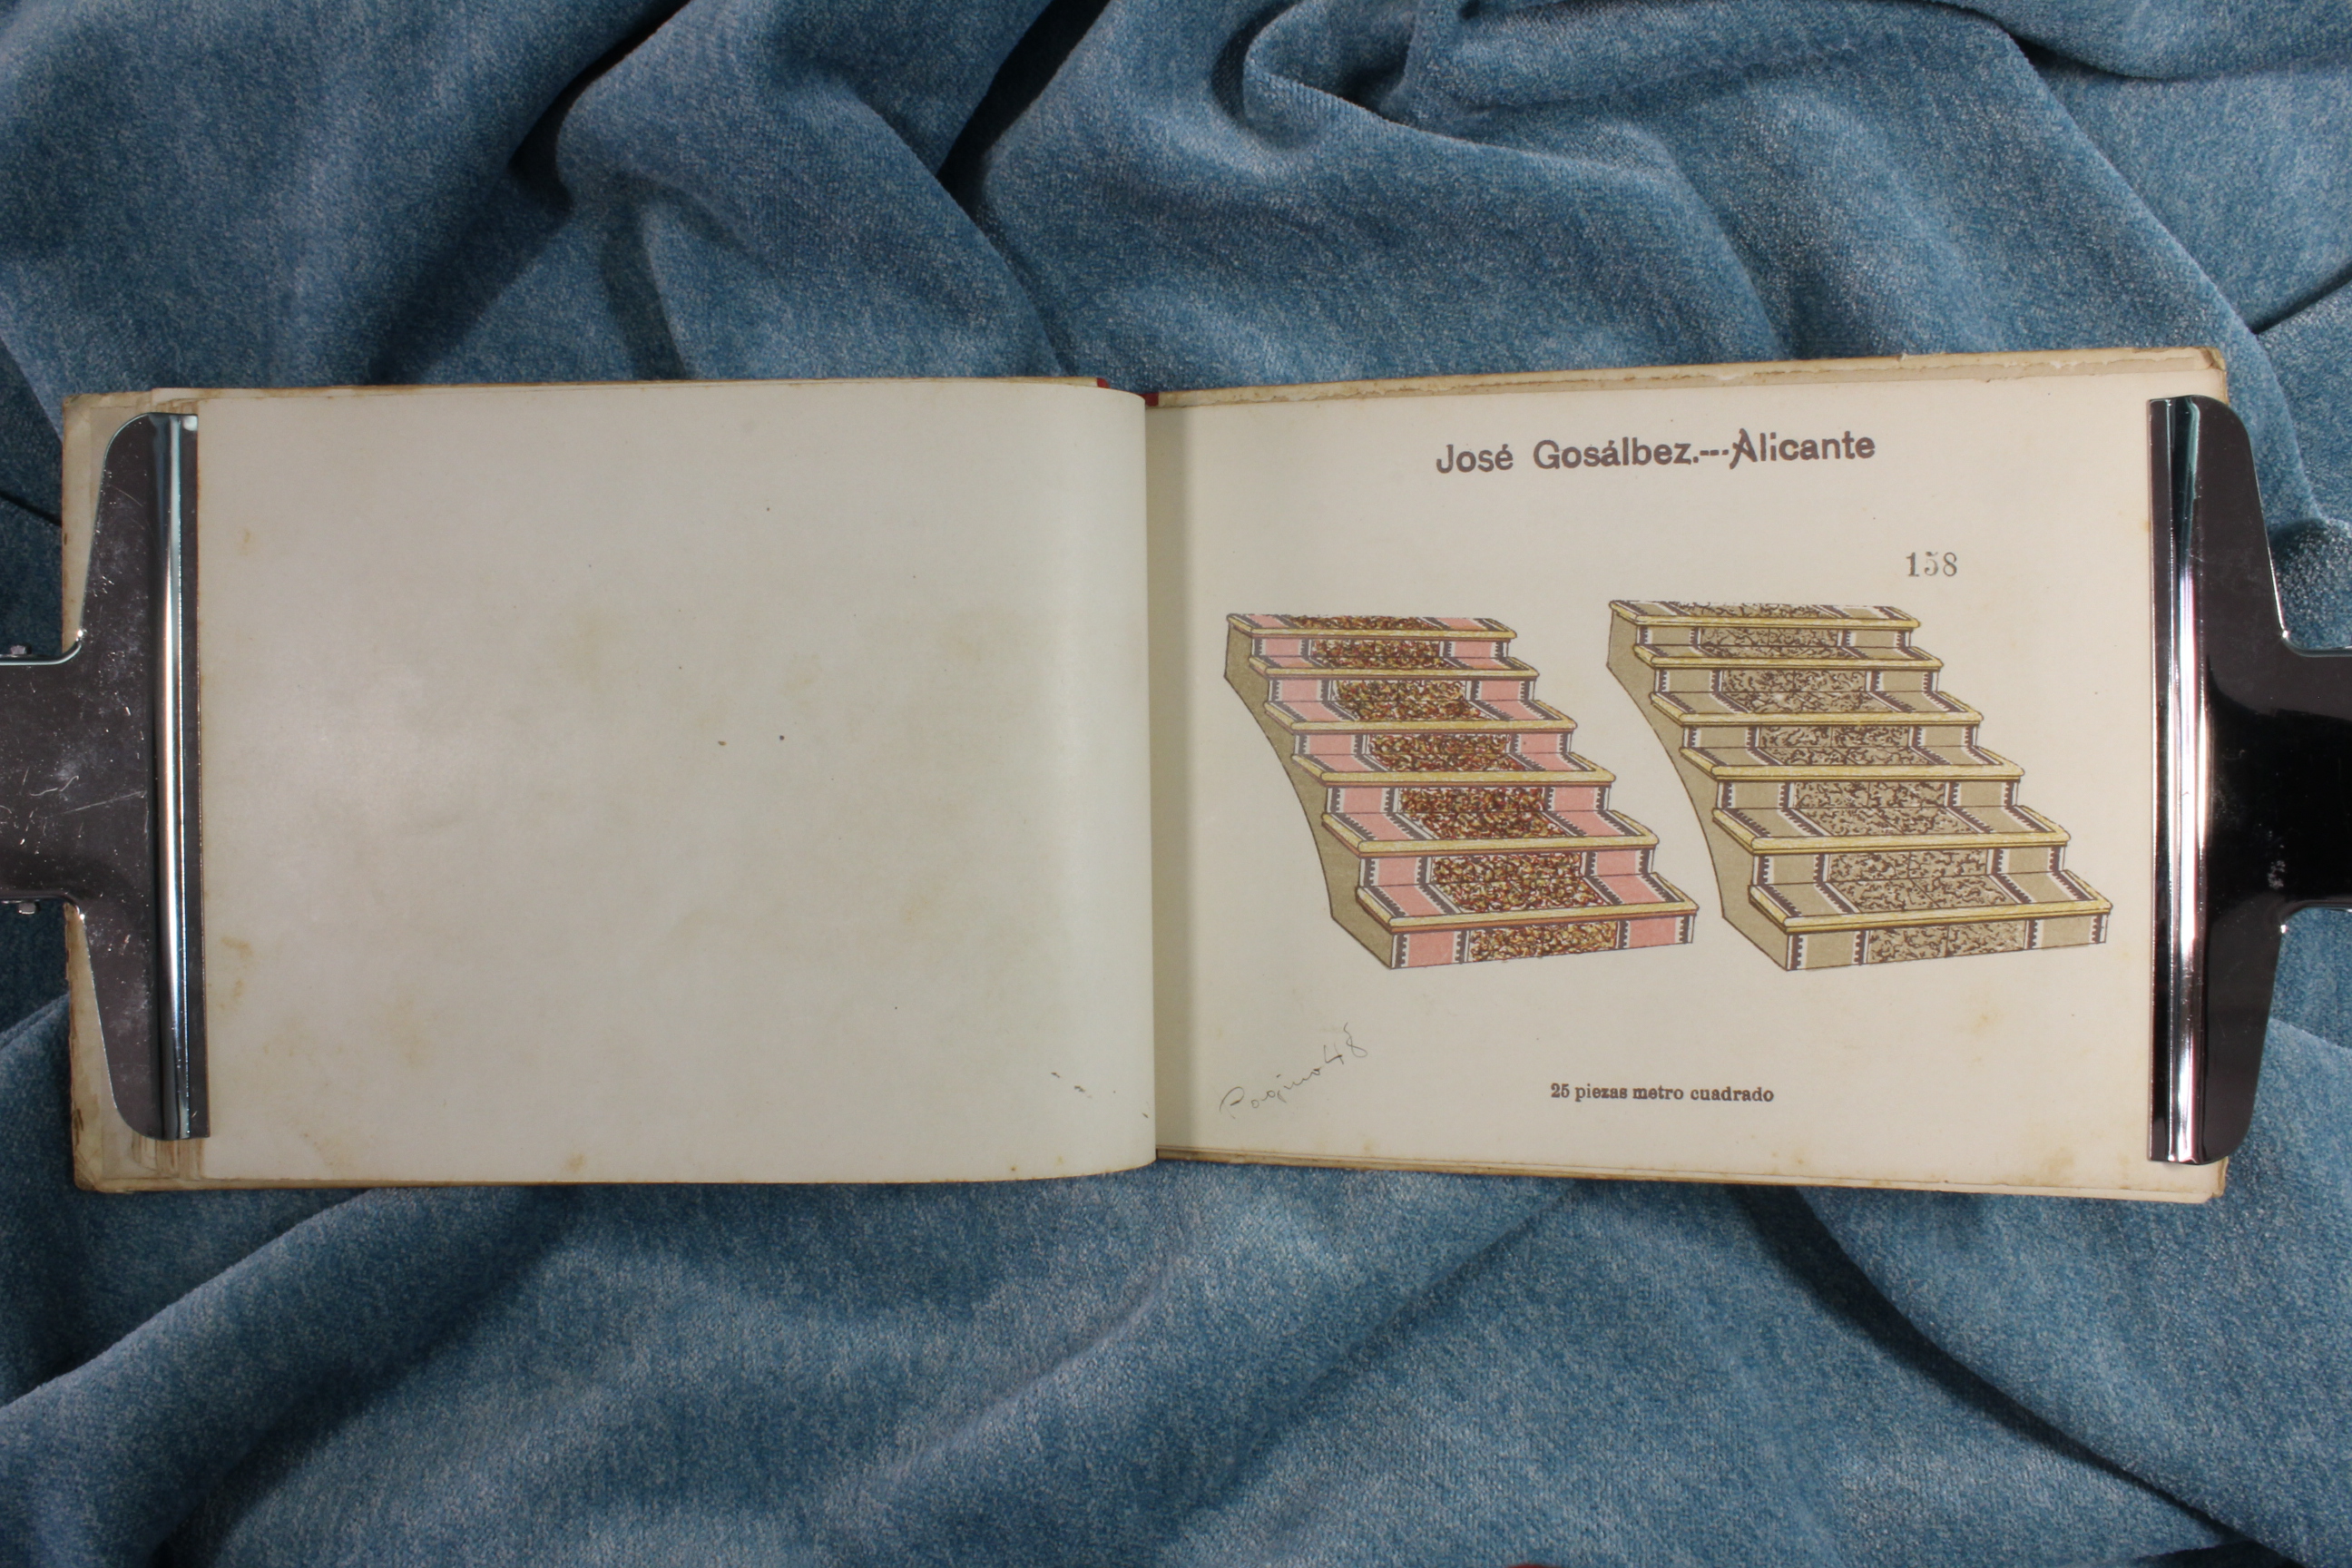 José Gosálbez.---Alicante
158
25 piezas metro cuadrado
Pagina 48